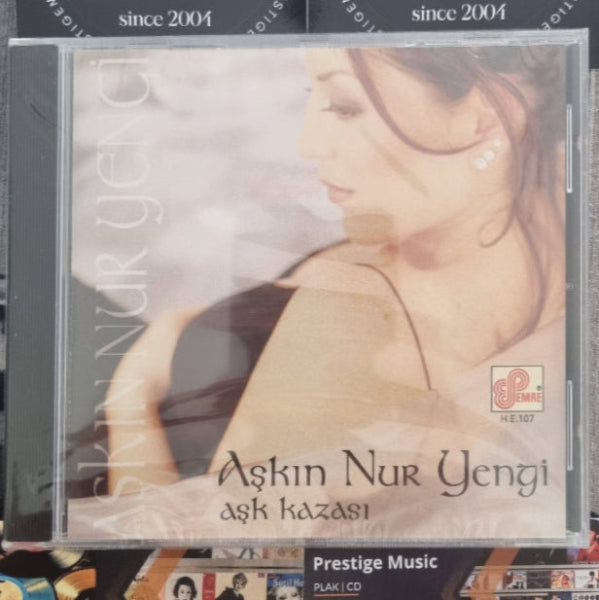 since 2004
since 2004
AŞKIN NUR YENGİ
EMRE
H.E.107
Aşkın Nur Yengi
aşk kazası
Prestige Music
PLAK | CD